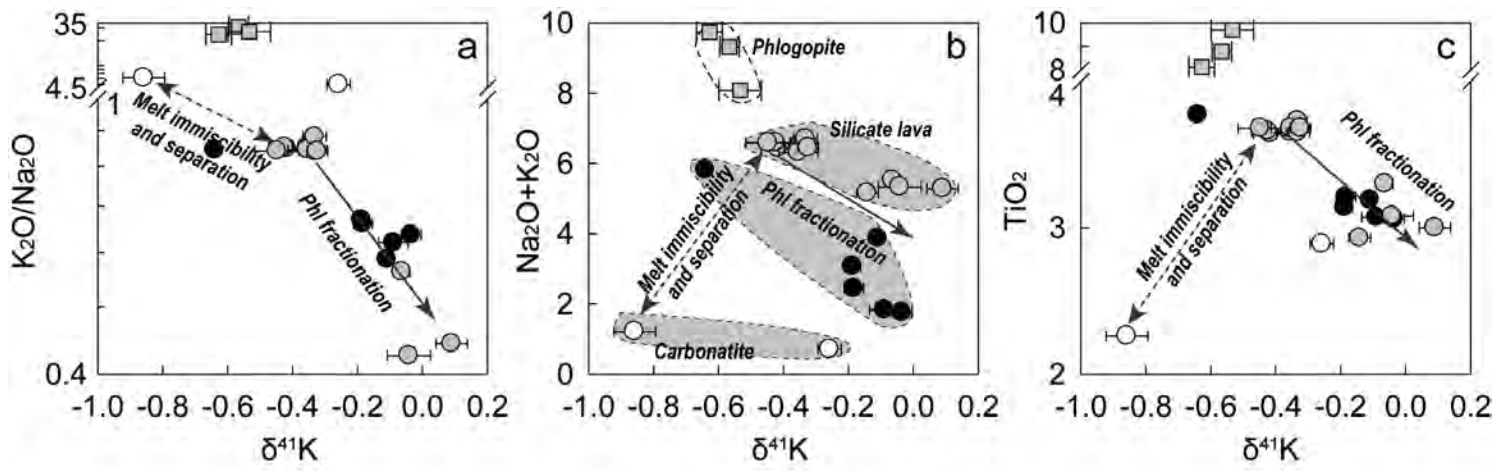 a
35
4.5
1
0.4
K₂O/Na₂O
Melt immiscibility
and separation
Phl fractionation
-1.0 -0.8 -0.6 -0.4 -0.2 0.0 0.2
δ⁴¹K
b
10
8
6
4
2
0
Na₂O+K₂O
Phlogopite
Silicate lava
Melt immiscibility
and separation
Phl fractionation
Carbonatite
-1.0 -0.8 -0.6 -0.4 -0.2 0.0 0.2
δ⁴¹K
c
10
8
4
3
2
TiO₂
Phl fractionation
Melt immiscibility
and separation
-1.0 -0.8 -0.6 -0.4 -0.2 0.0 0.2
δ⁴¹K